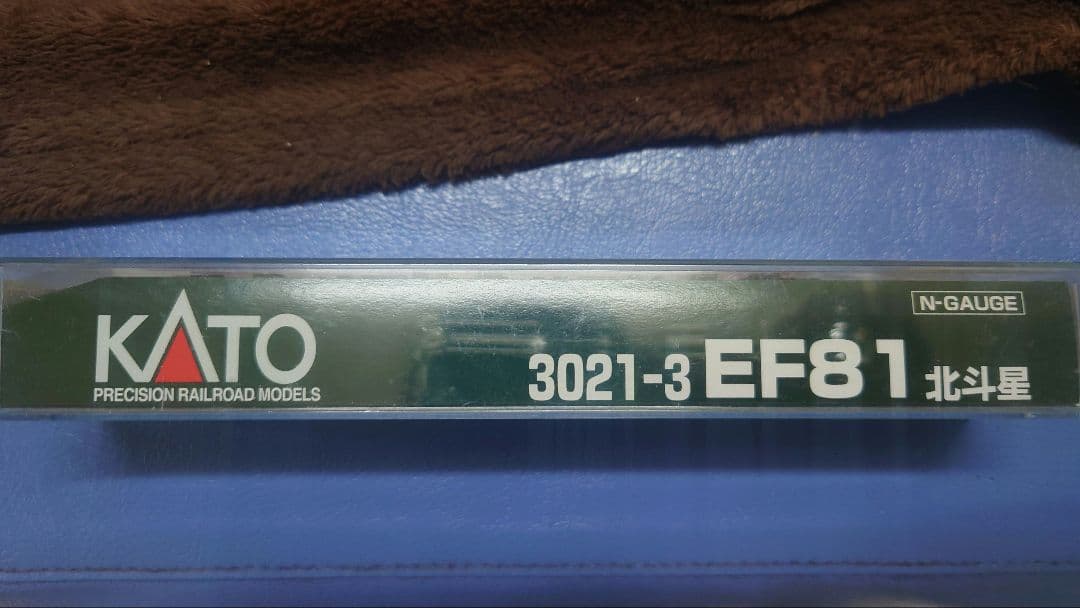 KATO
PRECISION RAILROAD MODELS
N-GAUGE
3021-3 EF81 北斗星